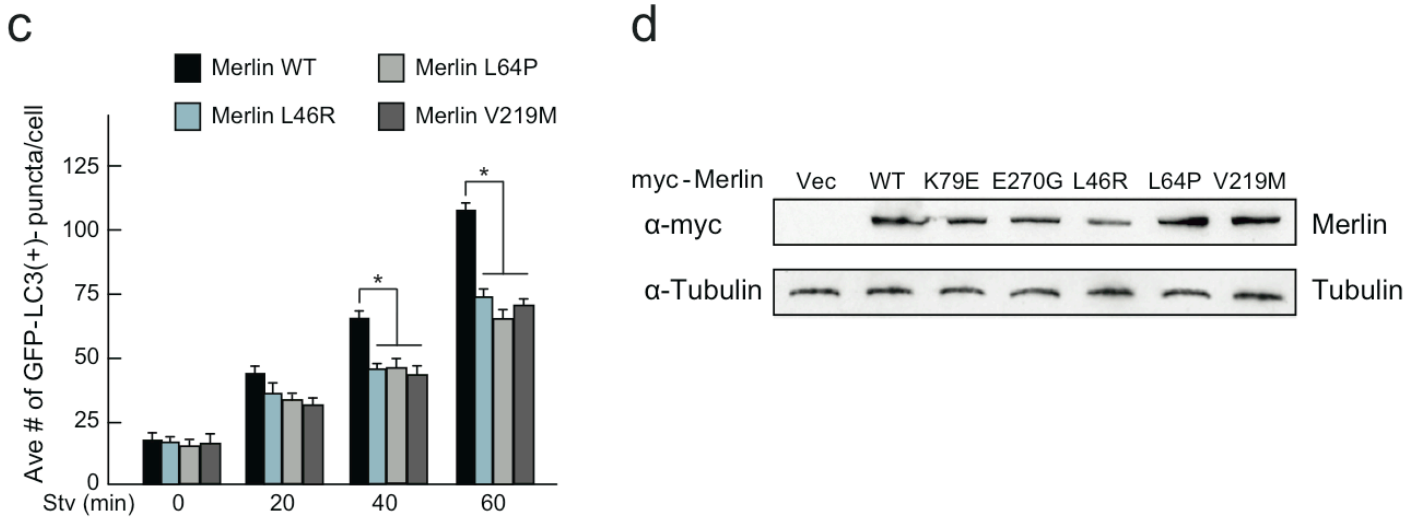 c
Merlin WT
Merlin L64P
Merlin L46R
Merlin V219M
Ave # of GFP-LC3(+)-puncta/cell
125
100
75
50
25
0
*
*
Stv (min) 0 20 40 60
d
myc-Merlin Vec WT K79E E270G L46R L64P V219M
α-myc Merlin
α-Tubulin Tubulin